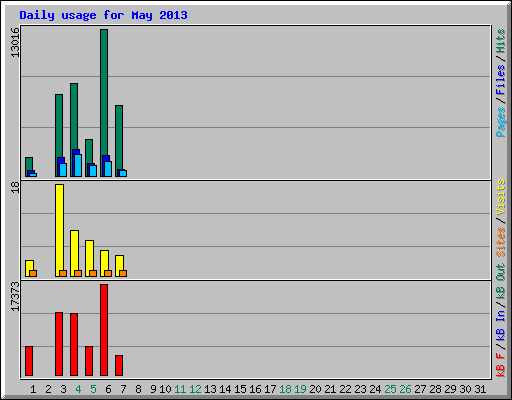 Daily usage for May 2013
13016
Pages / Files / Hits
18
Sites / Visits
17373
kB F / kB In / kB Out
1 2 3 4 5 6 7 8 9 10 11 12 13 14 15 16 17 18 19 20 21 22 23 24 25 26 27 28 29 30 31